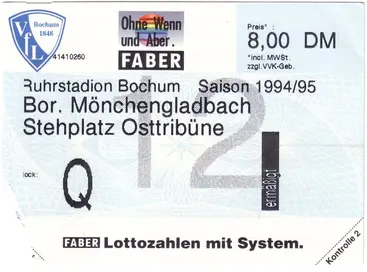 VfL
Bochum
1848
41410260
Ohne Wenn
und Aber.
FABER
Preis*:
8,00 DM
*incl. MWSt.
zzgl. VVK-Geb.
Ruhrstadion Bochum Saison 1994/95
Bor. Mönchengladbach
Stehplatz Osttribüne
12
lock:
Q
ermäßigt
FABER Lottozahlen mit System.
Kontrolle 2